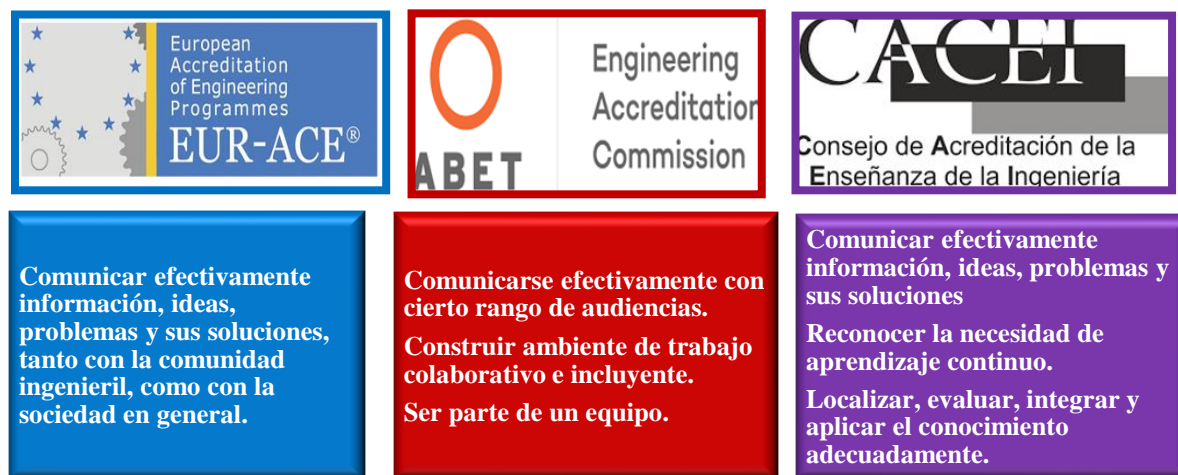 European
Accreditation
of Engineering
Programmes
EUR-ACE®
ABET
Engineering
Accreditation
Commission
CACEI
Consejo de Acreditación de la
Enseñanza de la Ingeniería
Comunicar efectivamente
información, ideas,
problemas y sus soluciones,
tanto con la comunidad
ingenieril, como con la
sociedad en general.
Comunicarse efectivamente con
cierto rango de audiencias.
Construir ambiente de trabajo
colaborativo e incluyente.
Ser parte de un equipo.
Comunicar efectivamente
información, ideas, problemas y
sus soluciones
Reconocer la necesidad de
aprendizaje continuo.
Localizar, evaluar, integrar y
aplicar el conocimiento
adecuadamente.